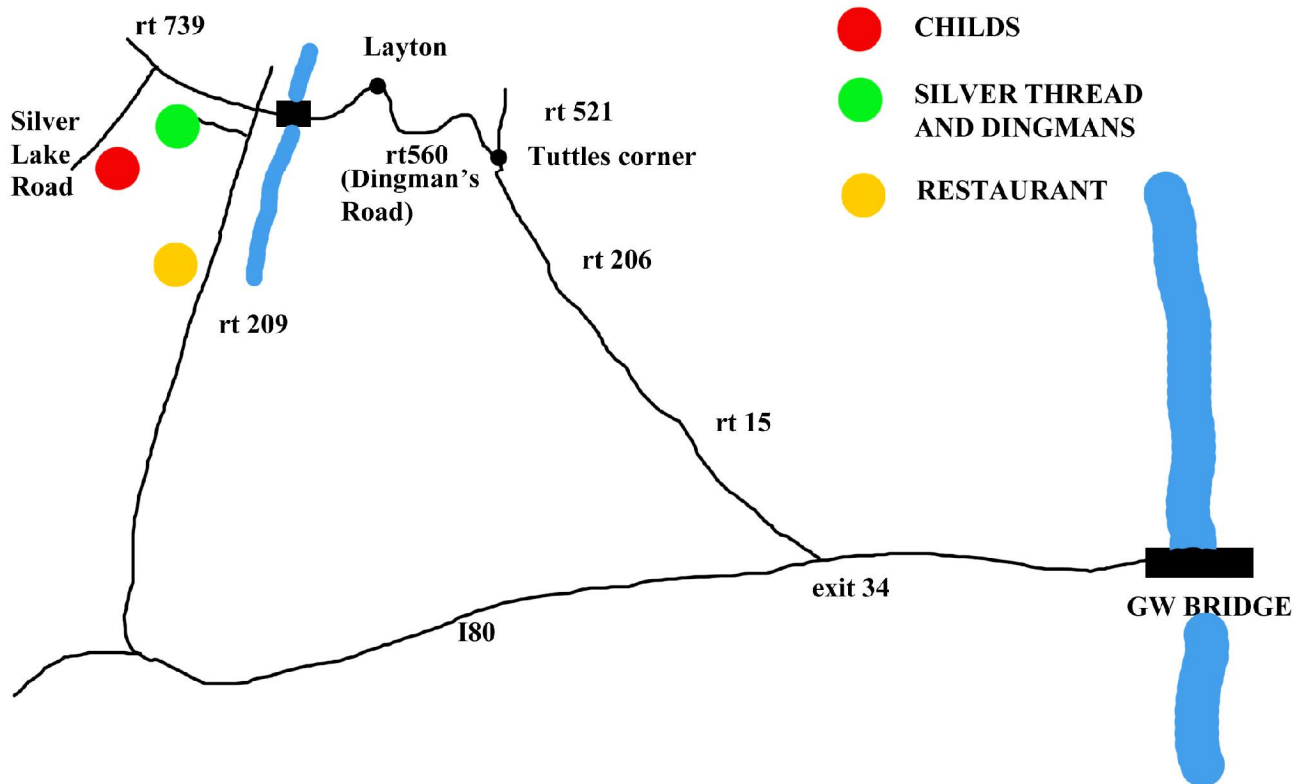 rt 739
Layton
Silver
Lake
Road
rt 521
rt560
(Dingman’s
Road)
Tuttles corner
rt 206
rt 209
rt 15
exit 34
I80
GW BRIDGE
CHILDS
SILVER THREAD
AND DINGMANS
RESTAURANT